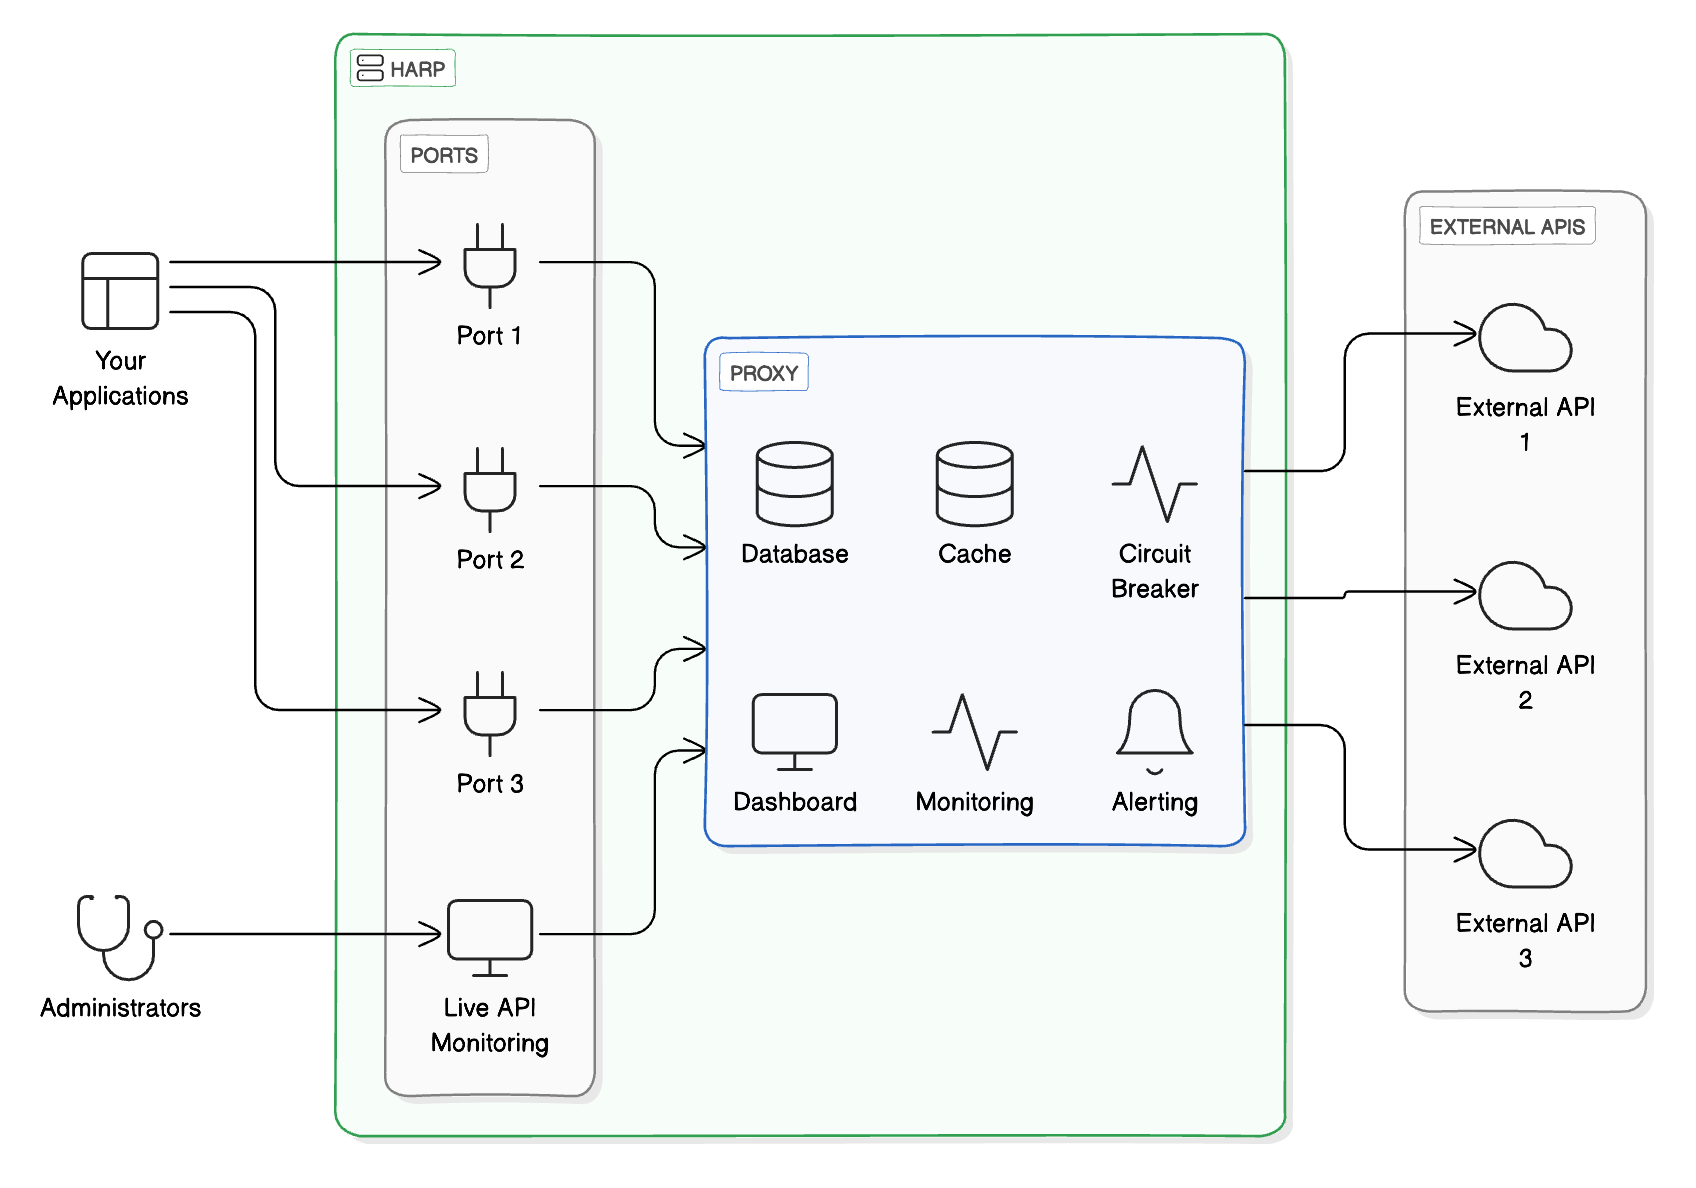 HARP
PORTS
EXTERNAL APIS
Port 1
Your
Applications
PROXY
External API
1
Port 2
Database
Cache
Circuit
Breaker
External API
2
Port 3
Dashboard
Monitoring
Alerting
External API
3
Administrators
Live API
Monitoring